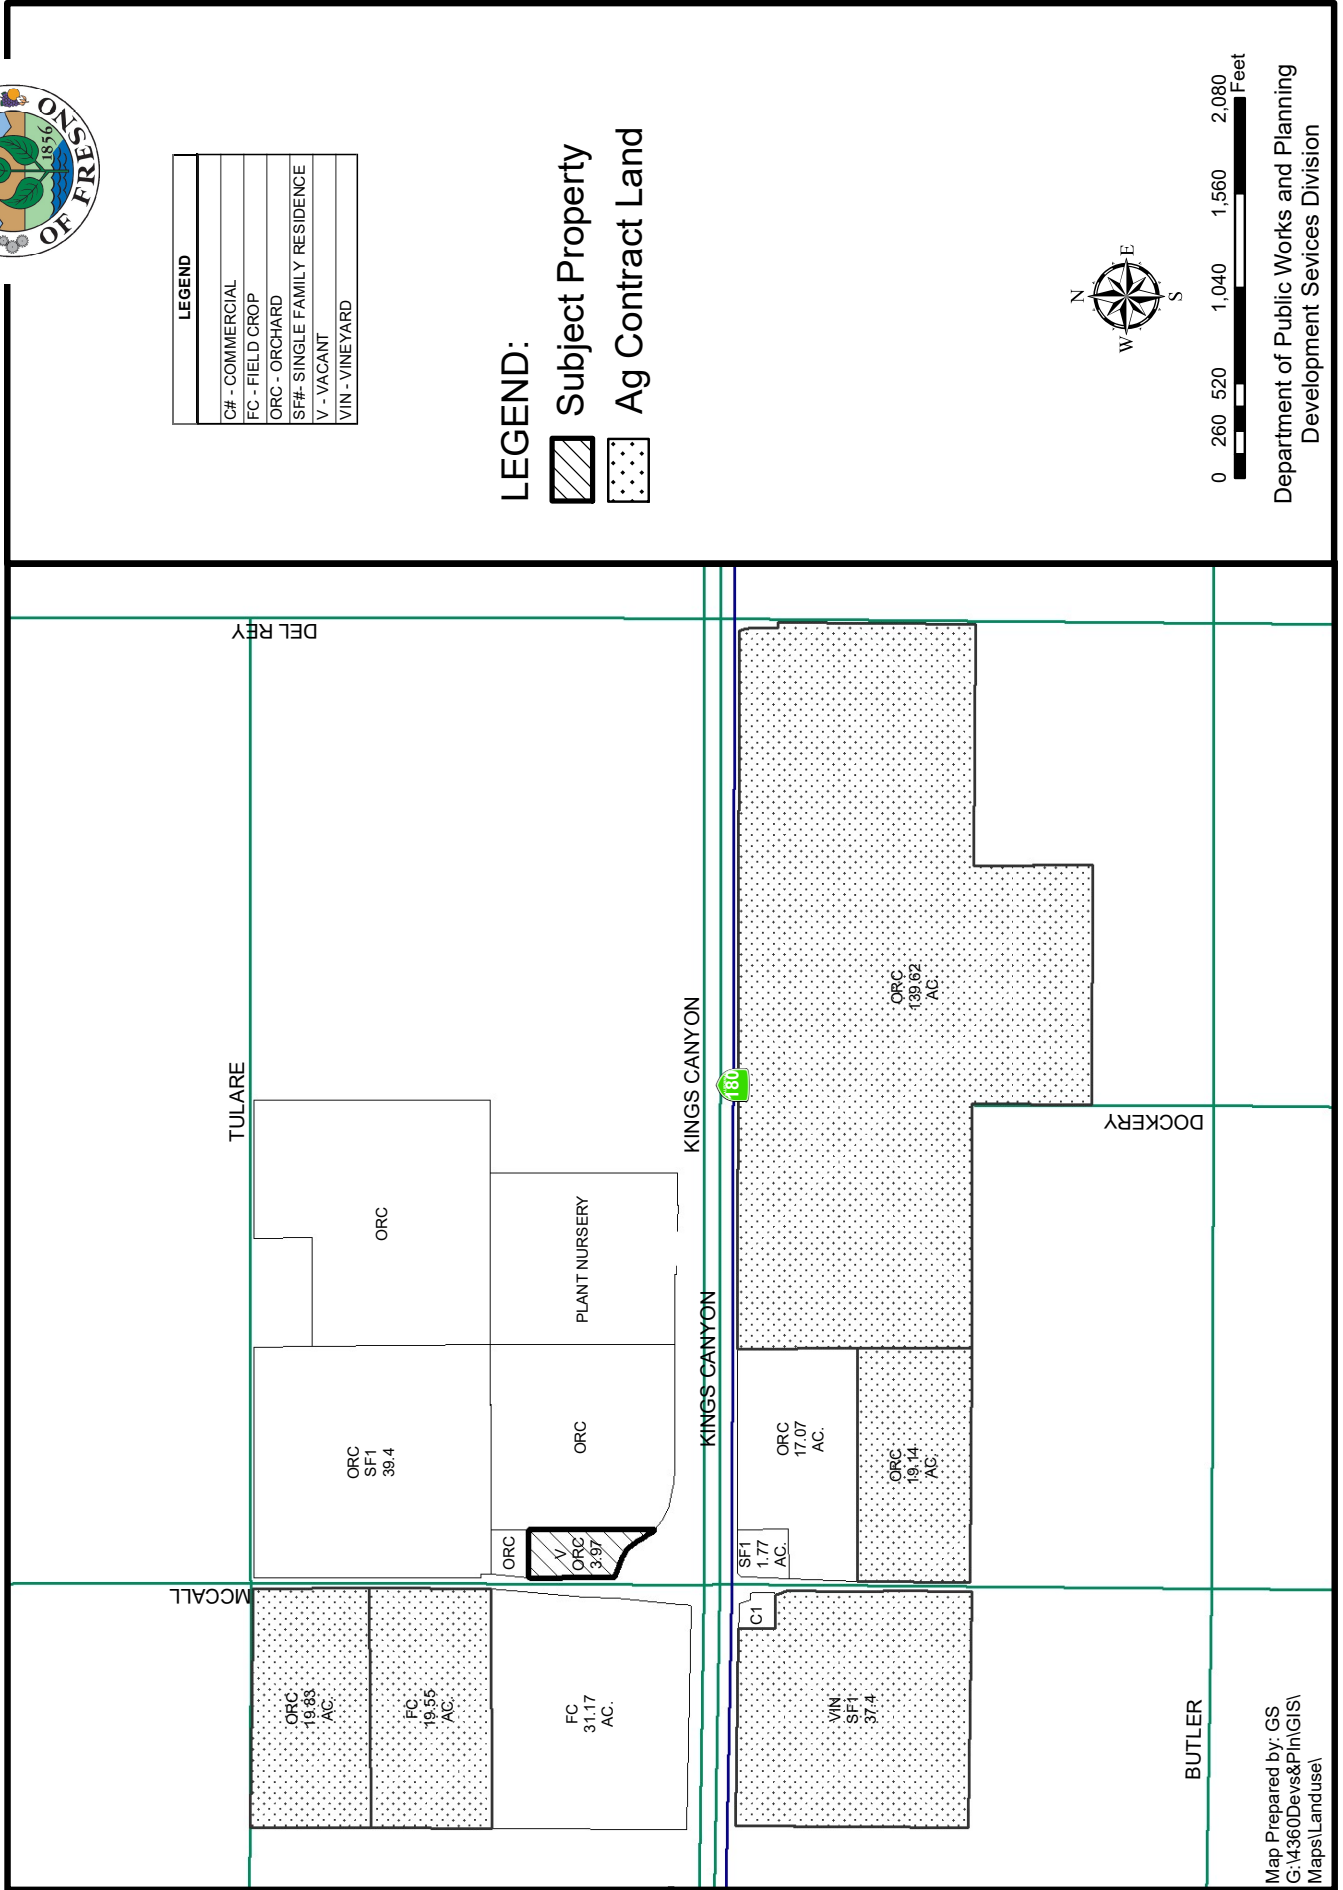 OF FRESNO
1856
LEGEND
C# - COMMERCIAL
FC - FIELD CROP
ORC - ORCHARD
SF#- SINGLE FAMILY RESIDENCE
V - VACANT
VIN - VINEYARD
LEGEND:
Subject Property
Ag Contract Land
N
W
E
S
0 260 520 1,040 1,560 2,080
Feet
Department of Public Works and Planning
Development Sevices Division
TULARE
DEL REY
MCCALL
ORC
19.83
AC.
FC
19.55
AC.
FC
31.17
AC.
ORC
SF1
39.4
ORC
ORC
V
ORC
3.97
ORC
PLANT NURSERY
KINGS CANYON
KINGS CANYON
180
C1
VIN
SF1
37.4
SF1
1.77
AC.
ORC
17.07
AC.
ORC
19.14
AC.
ORC
139.62
AC.
DOCKERY
BUTLER
Map Prepared by: GS
G:\4360Devs&Pln\GIS\
Maps\Landuse\